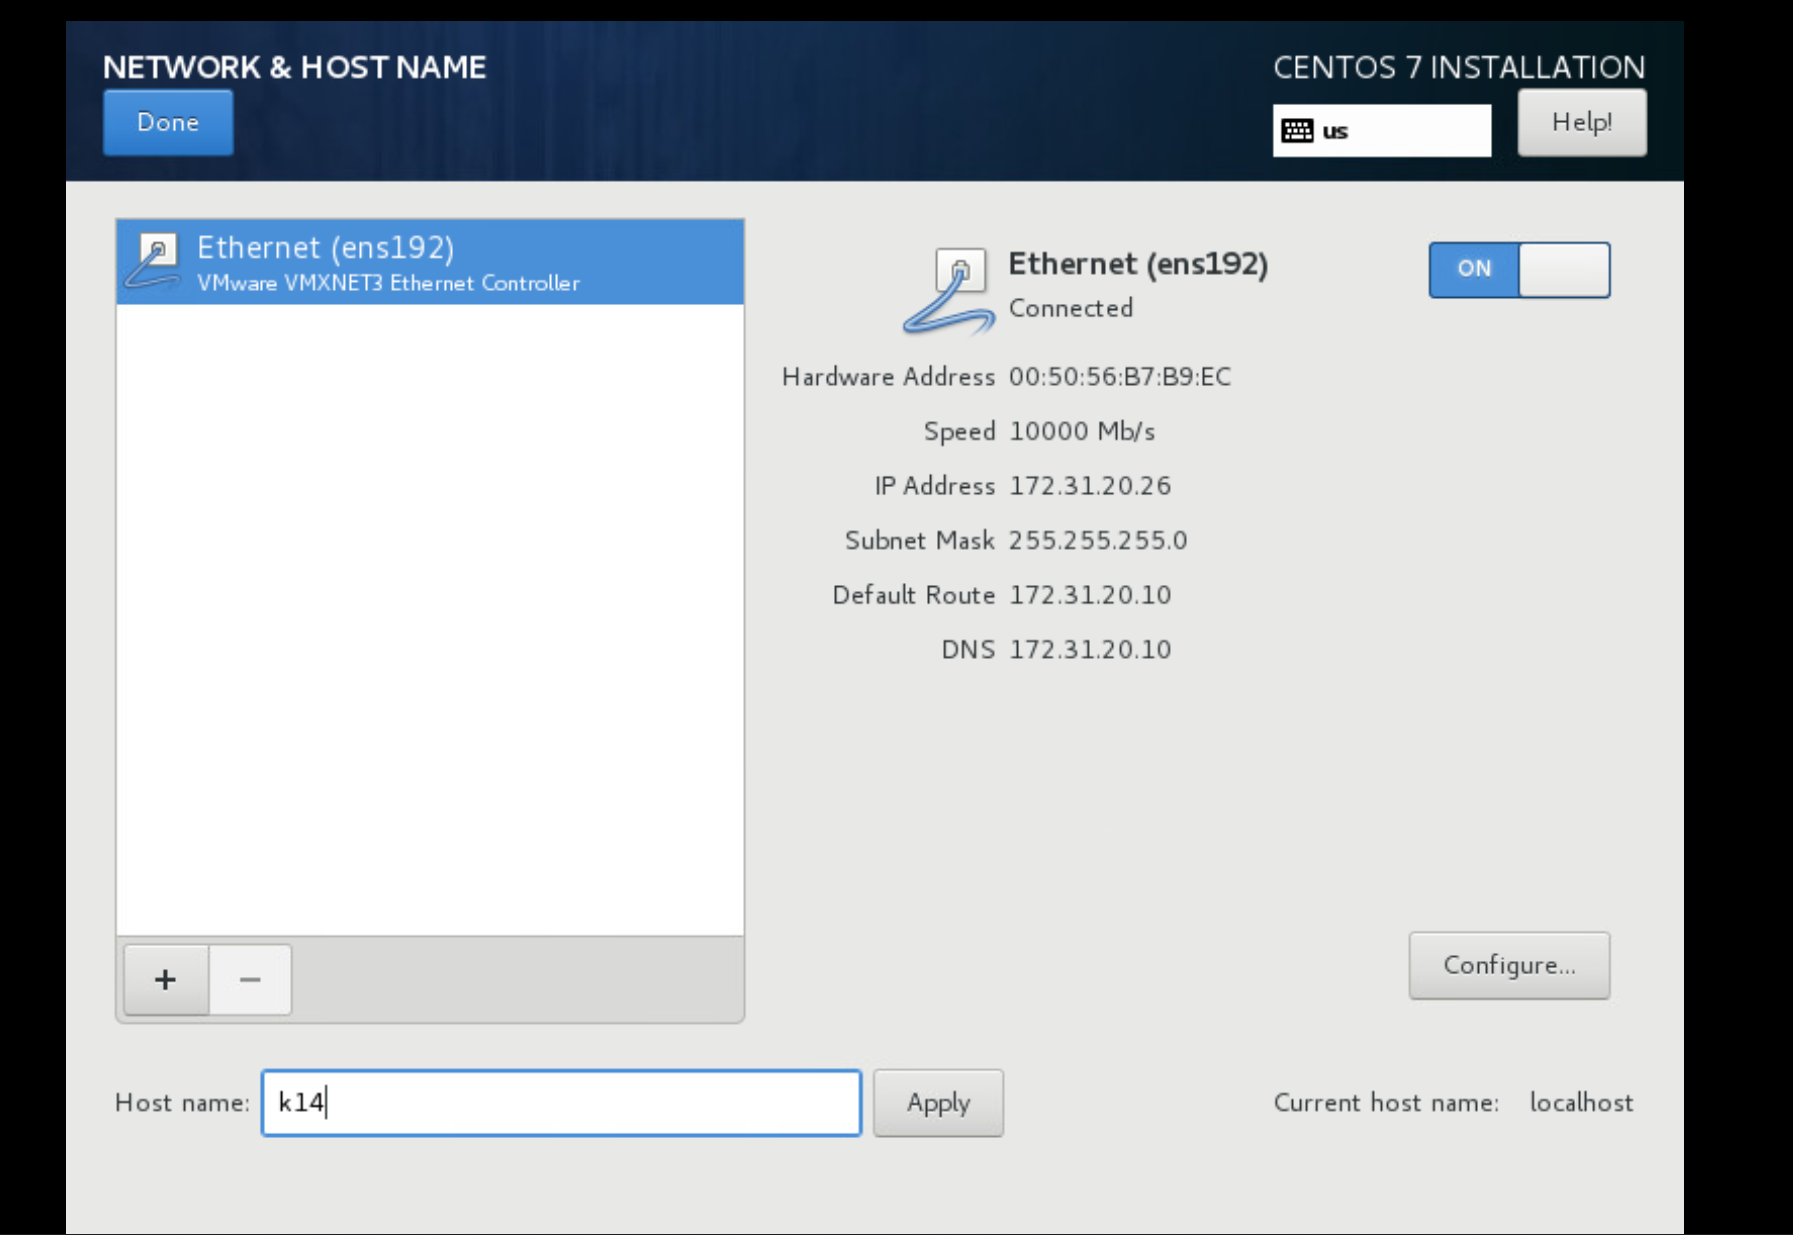 NETWORK & HOST NAME
CENTOS 7 INSTALLATION
Done
us
Help!
Ethernet (ens192)
VMware VMXNET3 Ethernet Controller
Ethernet (ens192)
Connected
ON
Hardware Address 00:50:56:B7:B9:EC
Speed 10000 Mb/s
IP Address 172.31.20.26
Subnet Mask 255.255.255.0
Default Route 172.31.20.10
DNS 172.31.20.10
+ −
Configure...
Host name: k14 Apply
Current host name: localhost